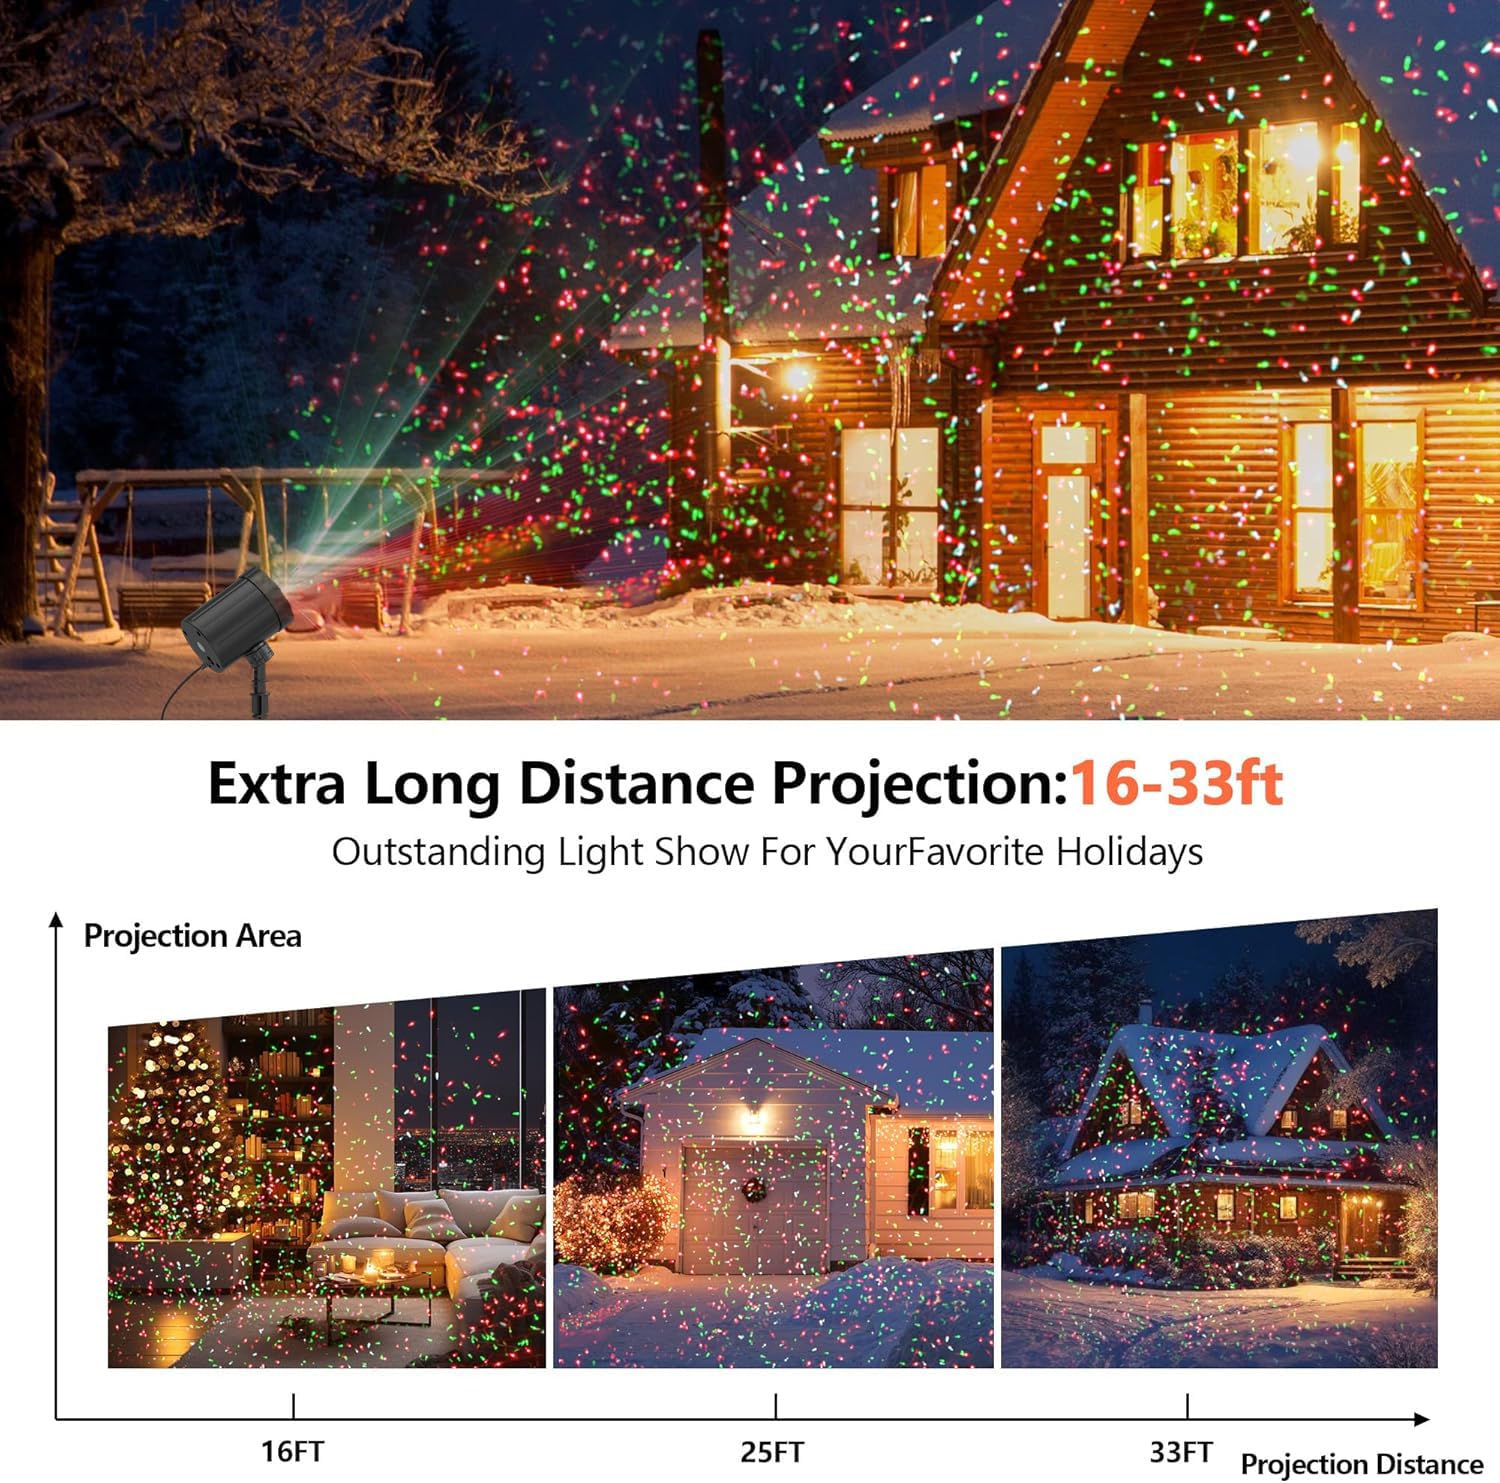 Extra Long Distance Projection:16-33ft
Outstanding Light Show For YourFavorite Holidays
Projection Area
16FT
25FT
33FT
Projection Distance